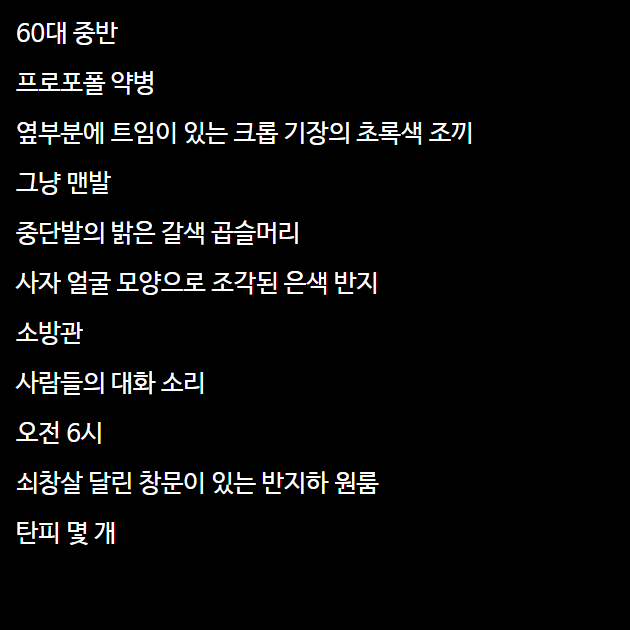 60대 중반
프로포폴 약병
옆부분에 트임이 있는 크롭 기장의 초록색 조끼
그냥 맨발
중단발의 밝은 갈색 곱슬머리
사자 얼굴 모양으로 조각된 은색 반지
소방관
사람들의 대화 소리
오전 6시
쇠창살 달린 창문이 있는 반지하 원룸
탄피 몇 개